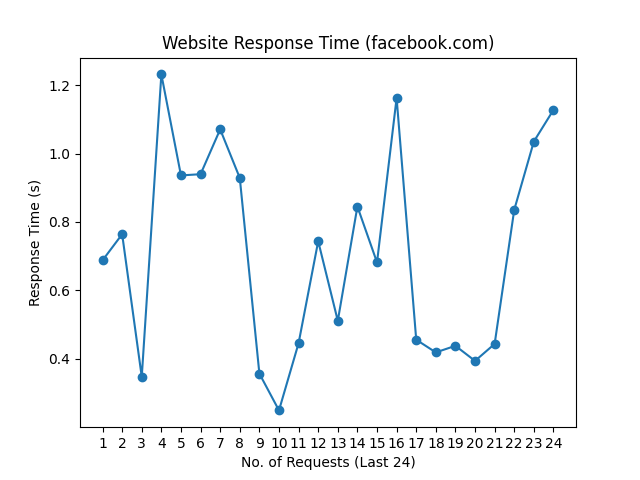 Website Response Time (facebook.com)
1.2
1.0
0.8
0.6
0.4
Response Time (s)
1 2 3 4 5 6 7 8 9 10 11 12 13 14 15 16 17 18 19 20 21 22 23 24
No. of Requests (Last 24)